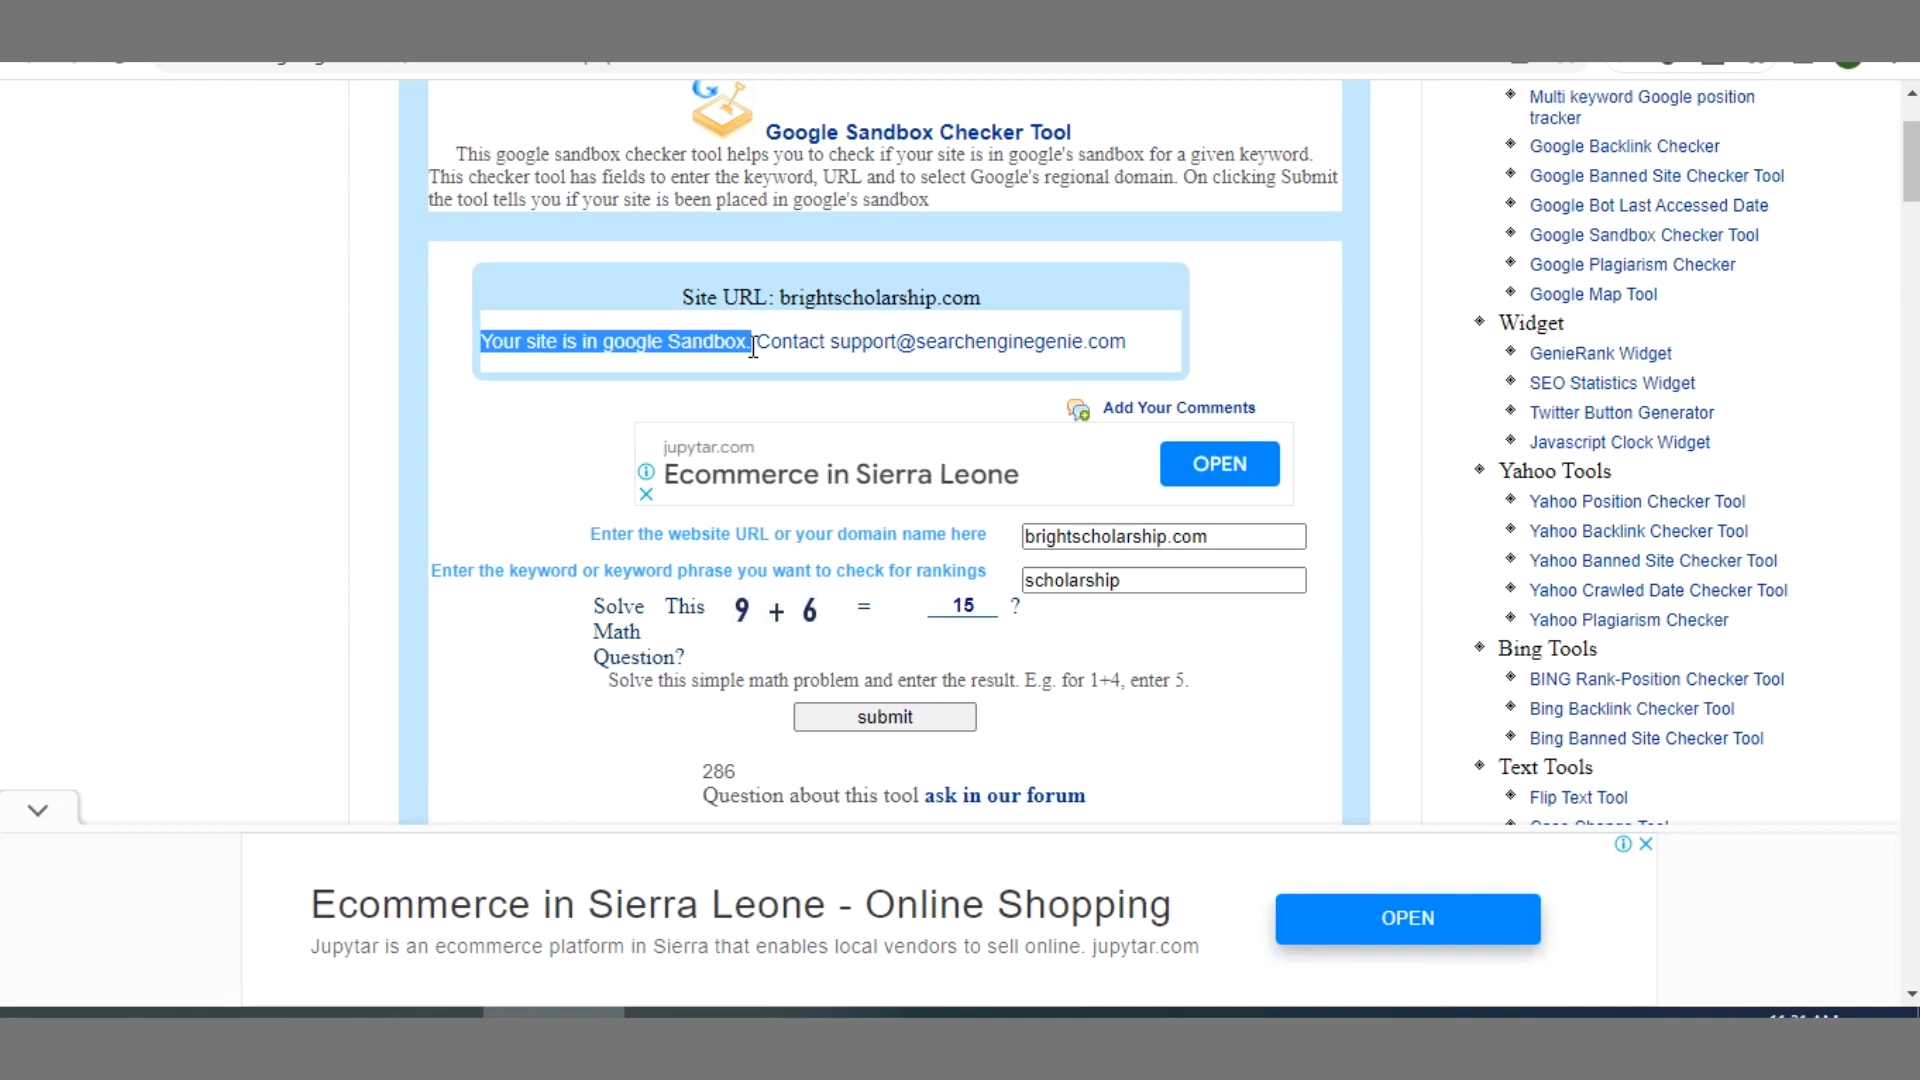 Google Sandbox Checker Tool
This google sandbox checker tool helps you to check if your site is in google's sandbox for a given keyword.
This checker tool has fields to enter the keyword, URL and to select Google's regional domain. On clicking Submit
the tool tells you if your site is been placed in google's sandbox
Site URL: brightscholarship.com
Your site is in google Sandbox. Contact support@searchenginegenie.com
Add Your Comments
jupytar.com
Ecommerce in Sierra Leone
OPEN
Enter the website URL or your domain name here
brightscholarship.com
Enter the keyword or keyword phrase you want to check for rankings
scholarship
Solve This 9 + 6 = 15 ?
Math
Question?
Solve this simple math problem and enter the result. E.g. for 1+4, enter 5.
submit
286
Question about this tool ask in our forum
Multi keyword Google position
tracker
Google Backlink Checker
Google Banned Site Checker Tool
Google Bot Last Accessed Date
Google Sandbox Checker Tool
Google Plagiarism Checker
Google Map Tool
Widget
GenieRank Widget
SEO Statistics Widget
Twitter Button Generator
Javascript Clock Widget
Yahoo Tools
Yahoo Position Checker Tool
Yahoo Backlink Checker Tool
Yahoo Banned Site Checker Tool
Yahoo Crawled Date Checker Tool
Yahoo Plagiarism Checker
Bing Tools
BING Rank-Position Checker Tool
Bing Backlink Checker Tool
Bing Banned Site Checker Tool
Text Tools
Flip Text Tool
Ecommerce in Sierra Leone - Online Shopping
Jupytar is an ecommerce platform in Sierra that enables local vendors to sell online. jupytar.com
OPEN